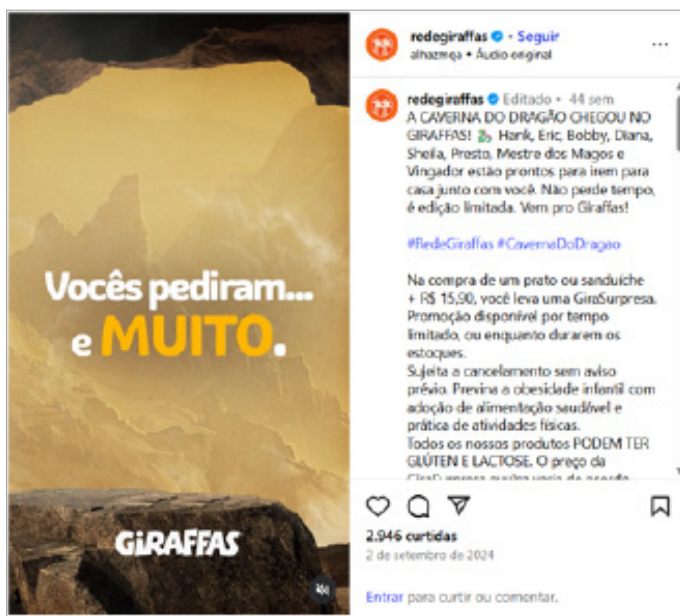 Vocês pediram...
e MUITO.
GiRAFFAS
redegiraffas • Seguir
alhazmqa • Áudio original
redegiraffas Editado • 44 sem
A CAVERNA DO DRAGÃO CHEGOU NO
GIRAFFAS! 🐉 Hank, Eric, Bobby, Diana,
Sheila, Presto, Mestre dos Magos e
Vingador estão prontos para irem para
casa junto com você. Não perde tempo,
é edição limitada. Vem pro Giraffas!
#RedeGiraffas #CavernaDoDragao
Na compra de um prato ou sanduíche
+ R$ 15,90, você leva uma GiraSurpresa.
Promoção disponível por tempo
limitado, ou enquanto durarem os
estoques.
Sujeita a cancelamento sem aviso
prévio. Previna a obesidade infantil com
adoção de alimentação saudável e
prática de atividades físicas.
Todos os nossos produtos PODEM TER
GLÚTEN E LACTOSE. O preço da
2.946 curtidas
2 de setembro de 2024
Entrar para curtir ou comentar.